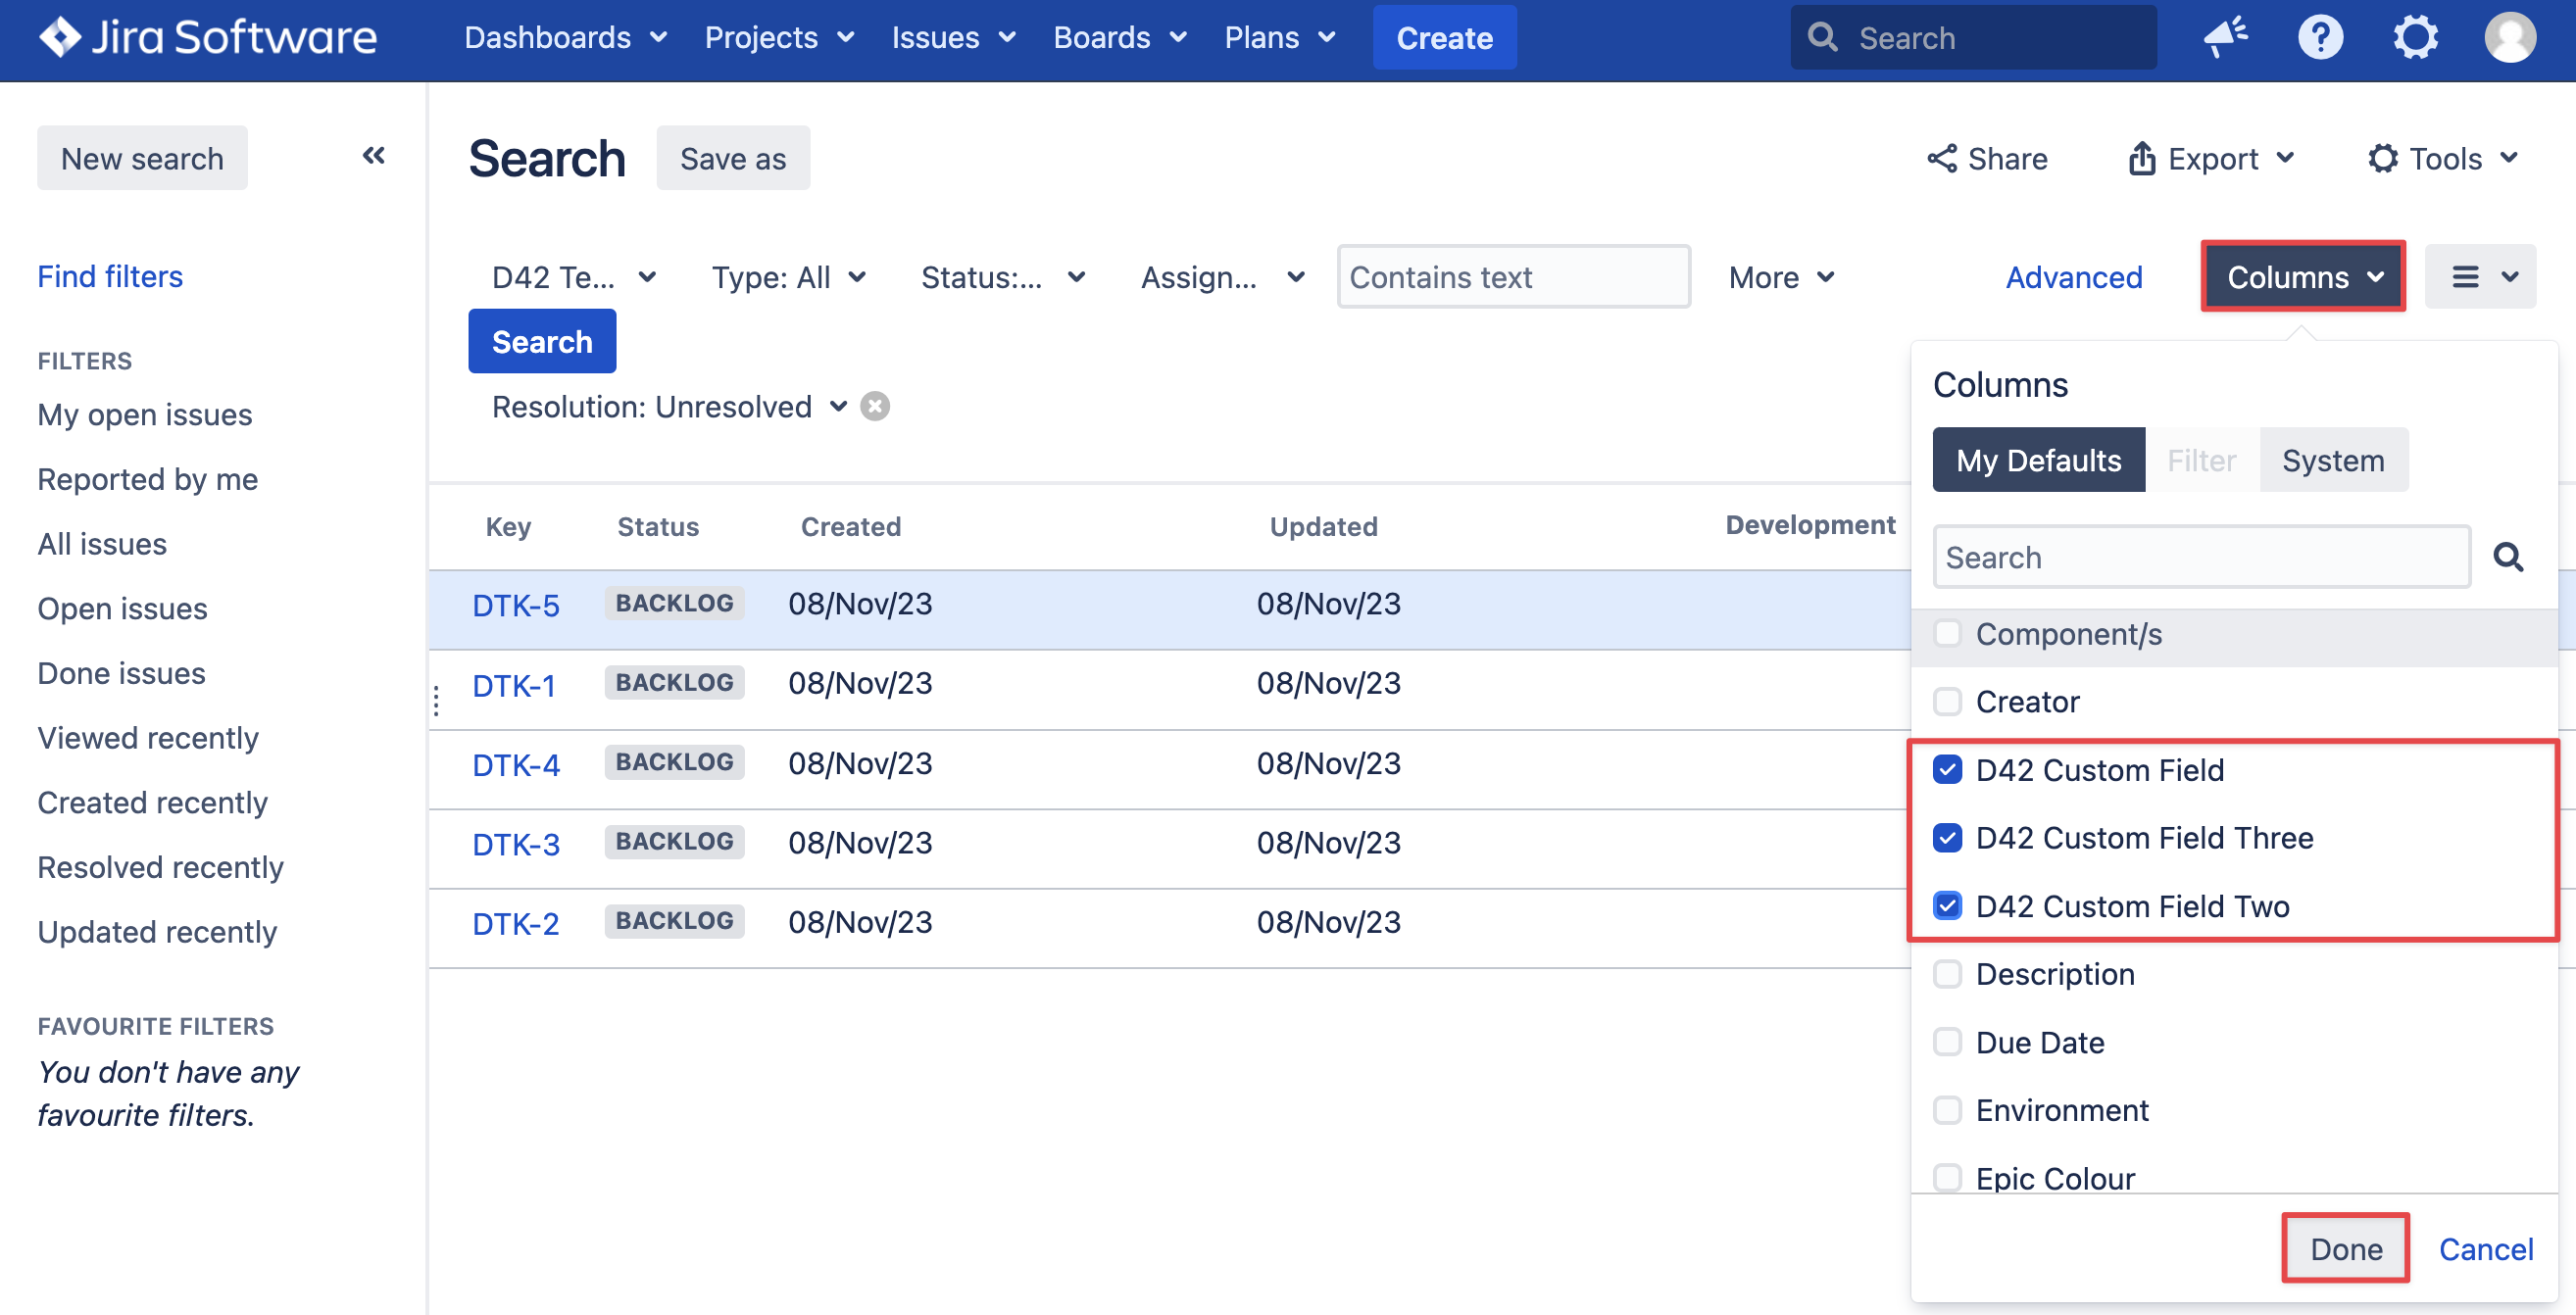 Jira Software Dashboards Projects Issues Boards Plans Create Search
New search
Find filters
FILTERS
My open issues
Reported by me
All issues
Open issues
Done issues
Viewed recently
Created recently
Resolved recently
Updated recently
FAVOURITE FILTERS
You don't have any
favourite filters.
Search Save as Share Export Tools
D42 Te... Type: All Status:... Assign... Contains text More Advanced Columns
Search
Resolution: Unresolved
Key Status Created Updated Development
DTK-5 BACKLOG 08/Nov/23 08/Nov/23
DTK-1 BACKLOG 08/Nov/23 08/Nov/23
DTK-4 BACKLOG 08/Nov/23 08/Nov/23
DTK-3 BACKLOG 08/Nov/23 08/Nov/23
DTK-2 BACKLOG 08/Nov/23 08/Nov/23
Columns
My Defaults Filter System
Search
Component/s
Creator
D42 Custom Field
D42 Custom Field Three
D42 Custom Field Two
Description
Due Date
Environment
Epic Colour
Done Cancel